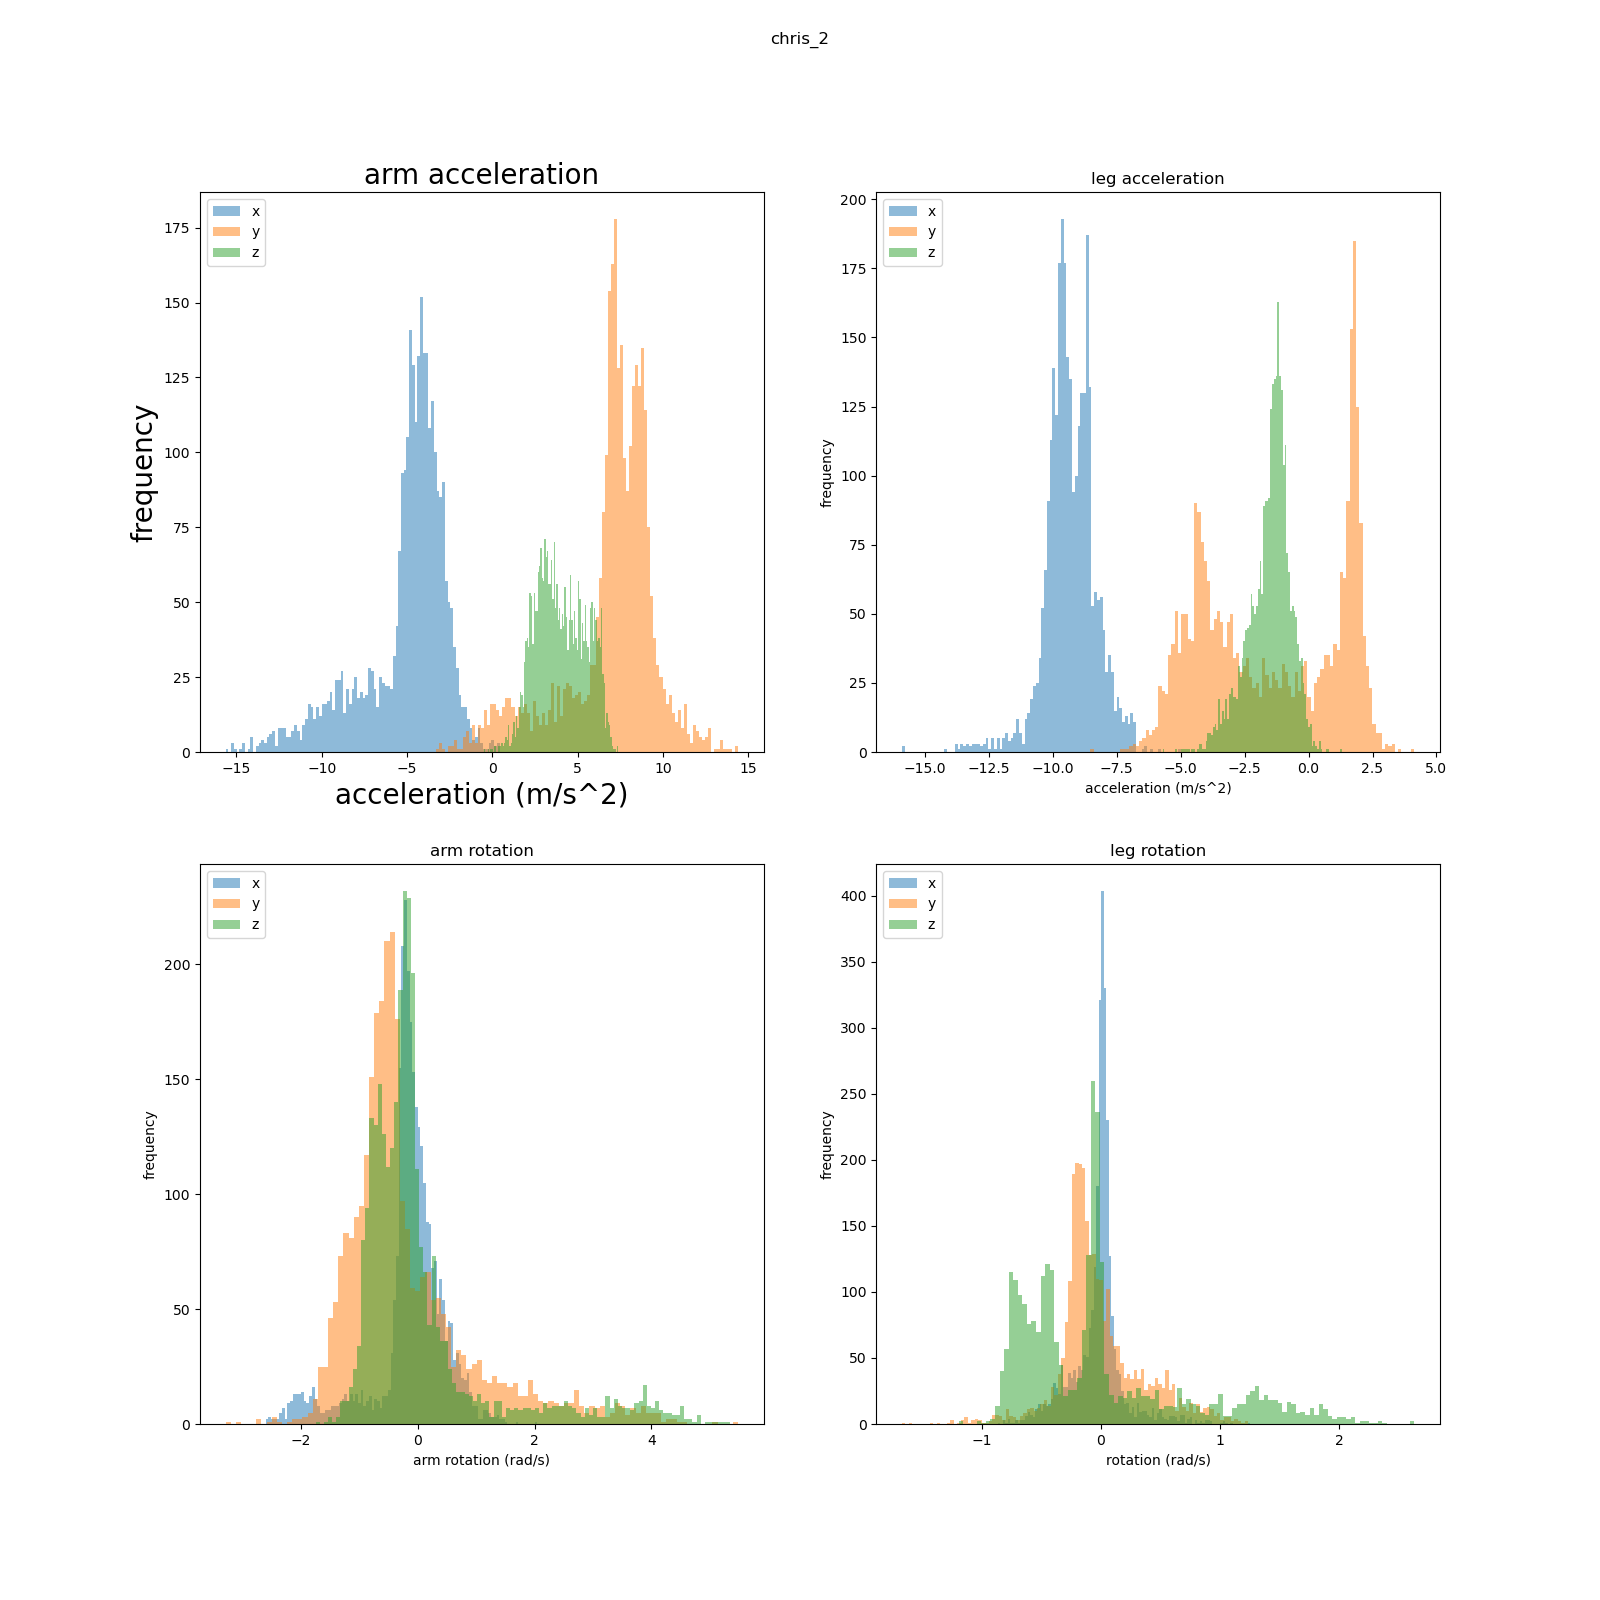 chris_2
arm acceleration
x
y
z
175
150
125
100
75
50
25
0
frequency
−15
−10
−5
0
5
10
15
acceleration (m/s^2)
leg acceleration
x
y
z
200
175
150
125
100
75
50
25
0
frequency
−15.0
−12.5
−10.0
−7.5
−5.0
−2.5
0.0
2.5
5.0
acceleration (m/s^2)
arm rotation
x
y
z
200
150
100
50
0
frequency
−2
0
2
4
arm rotation (rad/s)
leg rotation
x
y
z
400
350
300
250
200
150
100
50
0
frequency
−1
0
1
2
rotation (rad/s)